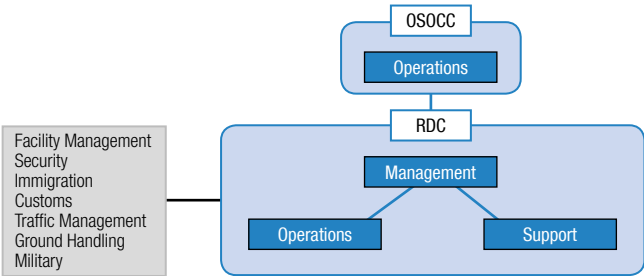 OSOCC
Operations
RDC
Facility Management
Security
Immigration
Customs
Traffic Management
Ground Handling
Military
Management
Operations
Support